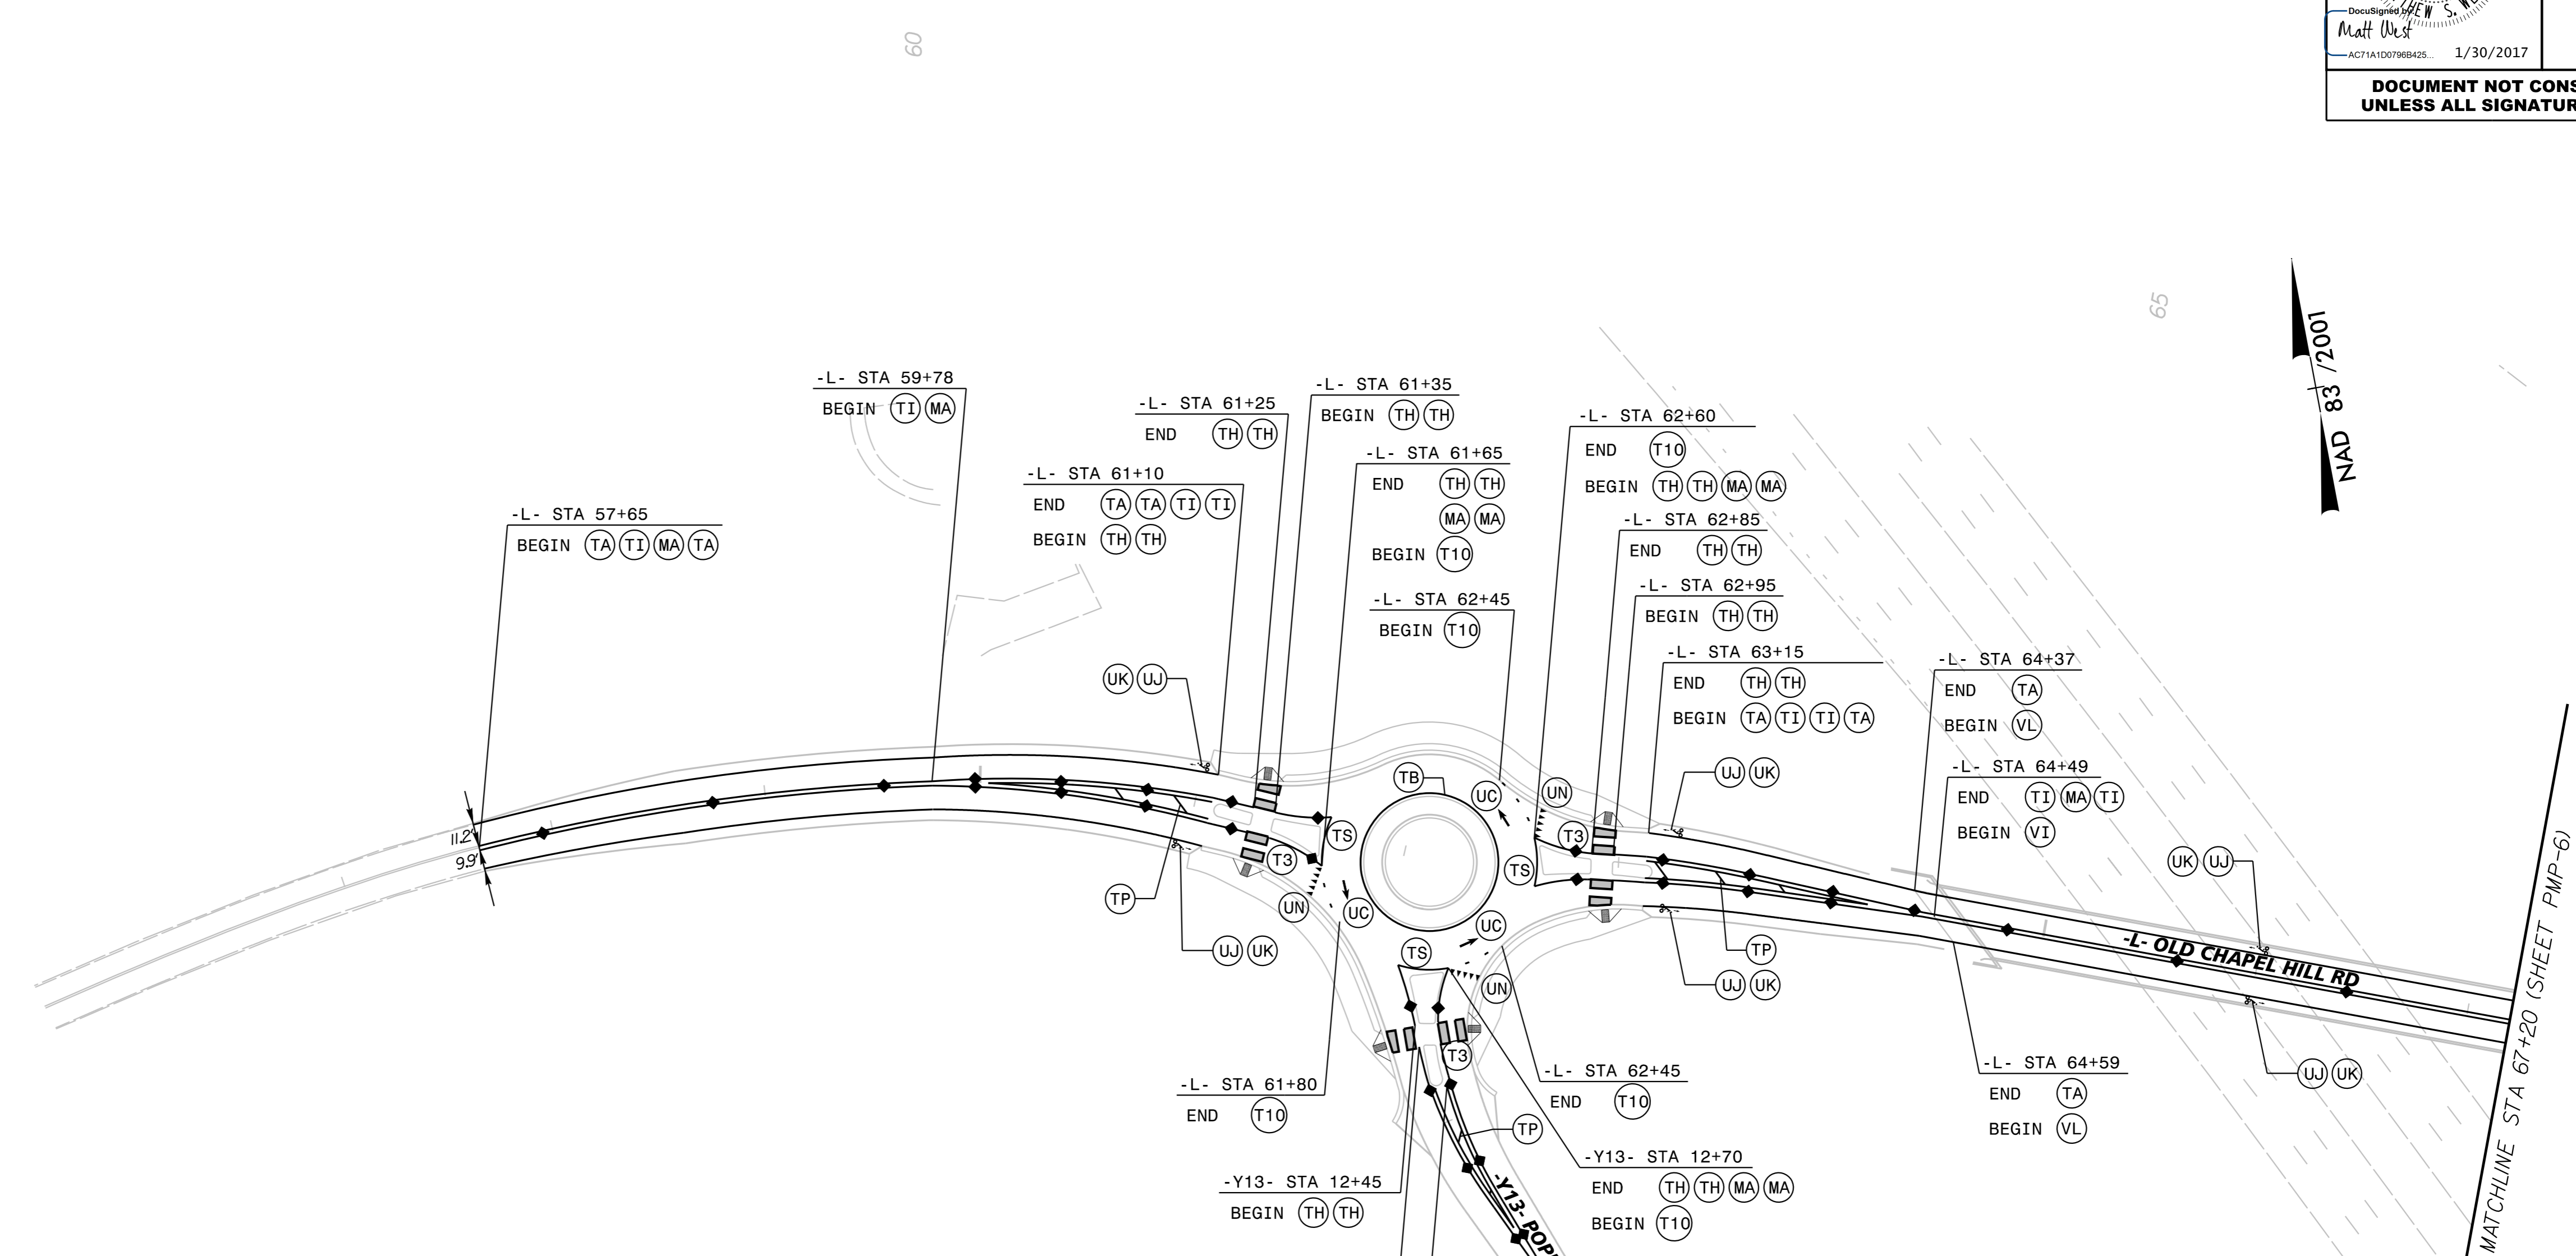 DocuSigned by:
Matt West
AC71A1D0796B425...
1/30/2017
DOCUMENT NOT CONS
UNLESS ALL SIGNATUR
60
65
NAD 83 /2001
-L- STA 59+78
BEGIN TI MA
-L- STA 61+25
END TH TH
-L- STA 61+35
BEGIN TH TH
-L- STA 62+60
END T10
BEGIN TH TH MA MA
-L- STA 61+10
END TA TA TI TI
BEGIN TH TH
-L- STA 61+65
END TH TH
MA MA
BEGIN T10
-L- STA 57+65
BEGIN TA TI MA TA
-L- STA 62+85
END TH TH
-L- STA 62+45
BEGIN T10
-L- STA 62+95
BEGIN TH TH
-L- STA 63+15
END TH TH
BEGIN TA TI TI TA
-L- STA 64+37
END TA
BEGIN VL
-L- STA 64+49
END TI MA TI
BEGIN VI
UK UJ
UJ UK
TB
UC
UN
T3
TS
TS
T3
11.2'
9.9'
UK UJ
TP
UN
UC
UC
TS
UJ UK
TP
UJ UK
UN
-L- OLD CHAPEL HILL RD
MATCHLINE STA 67+20 (SHEET PMP-6)
T3
-L- STA 61+80
END T10
-L- STA 62+45
END T10
-L- STA 64+59
END TA
BEGIN VL
UJ UK
TP
-Y13- STA 12+45
BEGIN TH TH
-Y13- STA 12+70
END TH TH MA MA
BEGIN T10
-Y13- POP